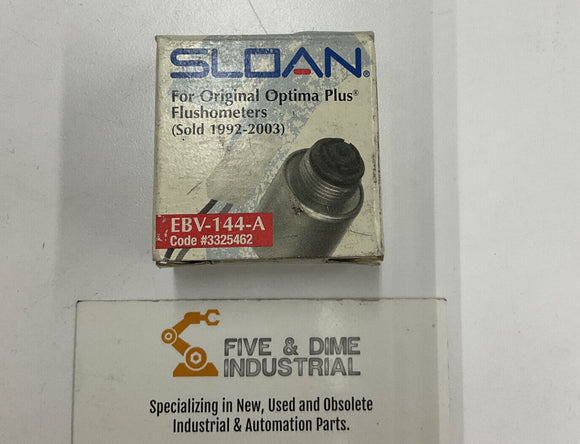 SLOAN®
For Original Optima Plus®
Flushometers
(Sold 1992-2003)
EBV-144-A
Code #3325462
FIVE & DIME
INDUSTRIAL
Specializing in New, Used and Obsolete
Industrial & Automation Parts.